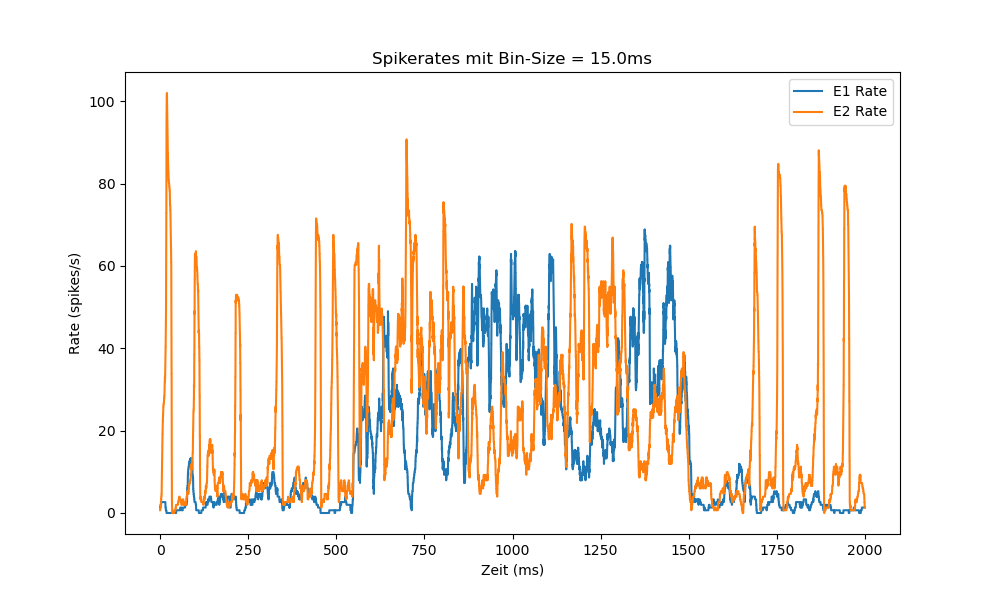 Spikerates mit Bin-Size = 15.0ms
E1 Rate
E2 Rate
Rate (spikes/s)
100
80
60
40
20
0
0 250 500 750 1000 1250 1500 1750 2000
Zeit (ms)